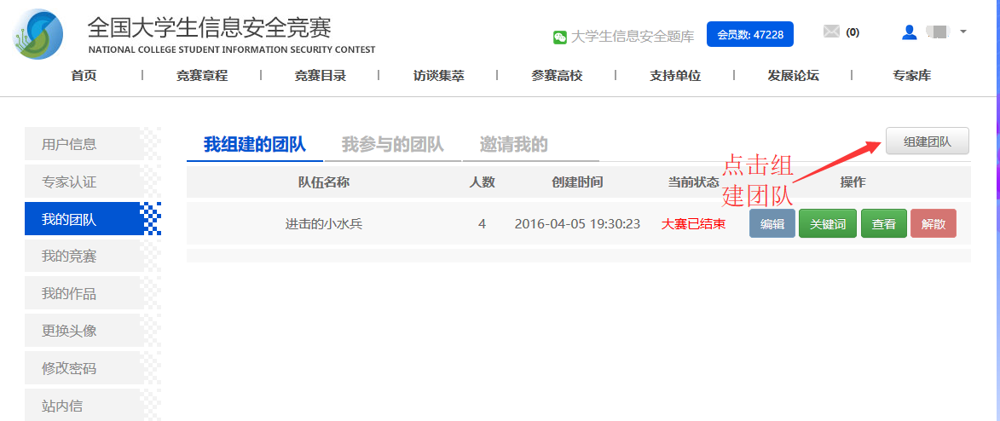 全国大学生信息安全竞赛
NATIONAL COLLEGE STUDENT INFORMATION SECURITY CONTEST
大学生信息安全题库
会员数: 47228
(0)
首页 | 竞赛章程 | 竞赛目录 | 访谈集萃 | 参赛高校 | 支持单位 | 发展论坛 | 专家库
用户信息
专家认证
我的团队
我的竞赛
我的作品
更换头像
修改密码
站内信
我组建的团队 我参与的团队 邀请我的
组建团队
点击组
建团队
队伍名称 人数 创建时间 当前状态 操作
进击的小水兵 4 2016-04-05 19:30:23 大赛已结束 编辑 关键词 查看 解散